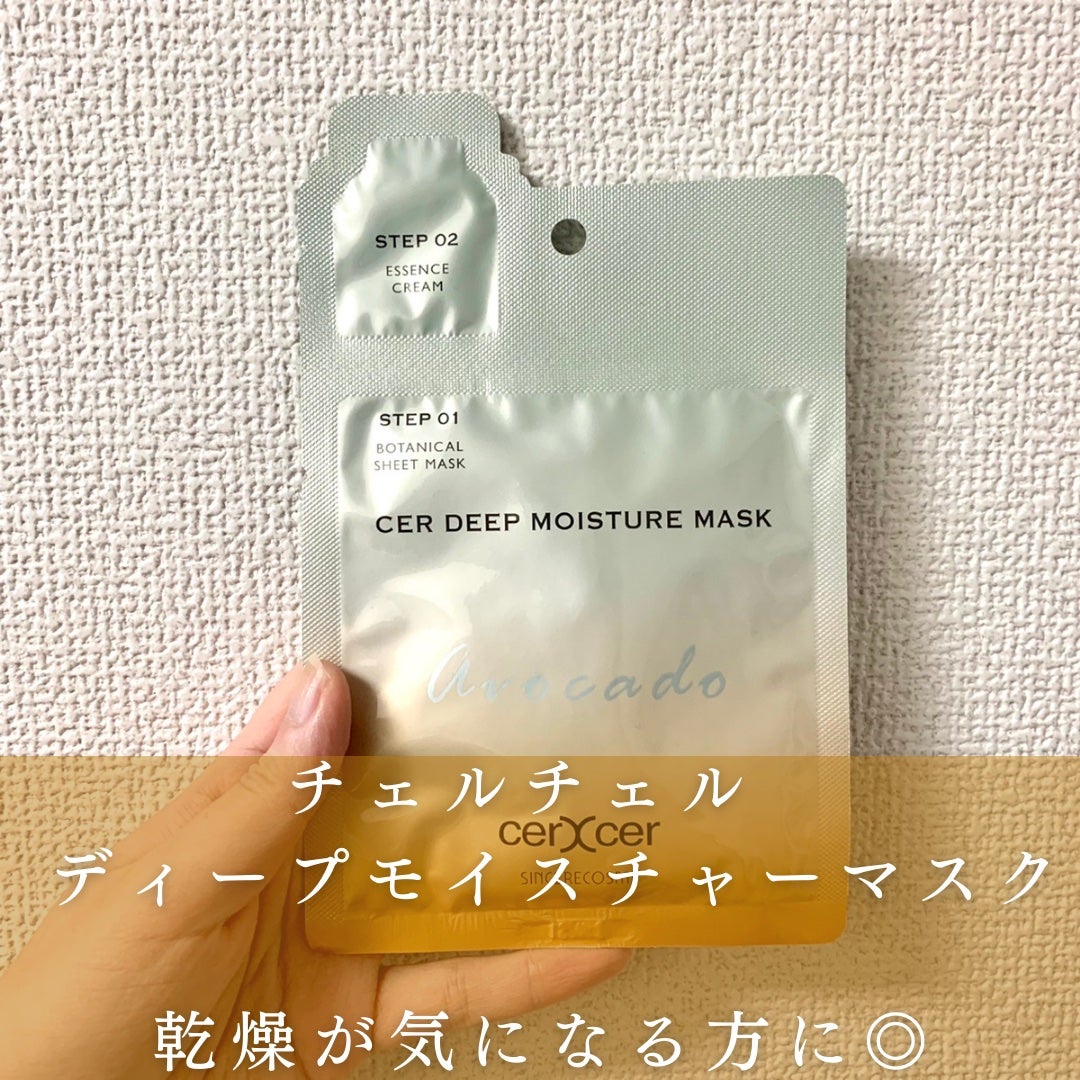 STEP 02
ESSENCE
CREAM
STEP 01
BOTANICAL
SHEET MASK
CER DEEP MOISTURE MASK
avocado
チェルチェル
cerXcer
ディープモイスチャーマスク
乾燥が気になる方に◎